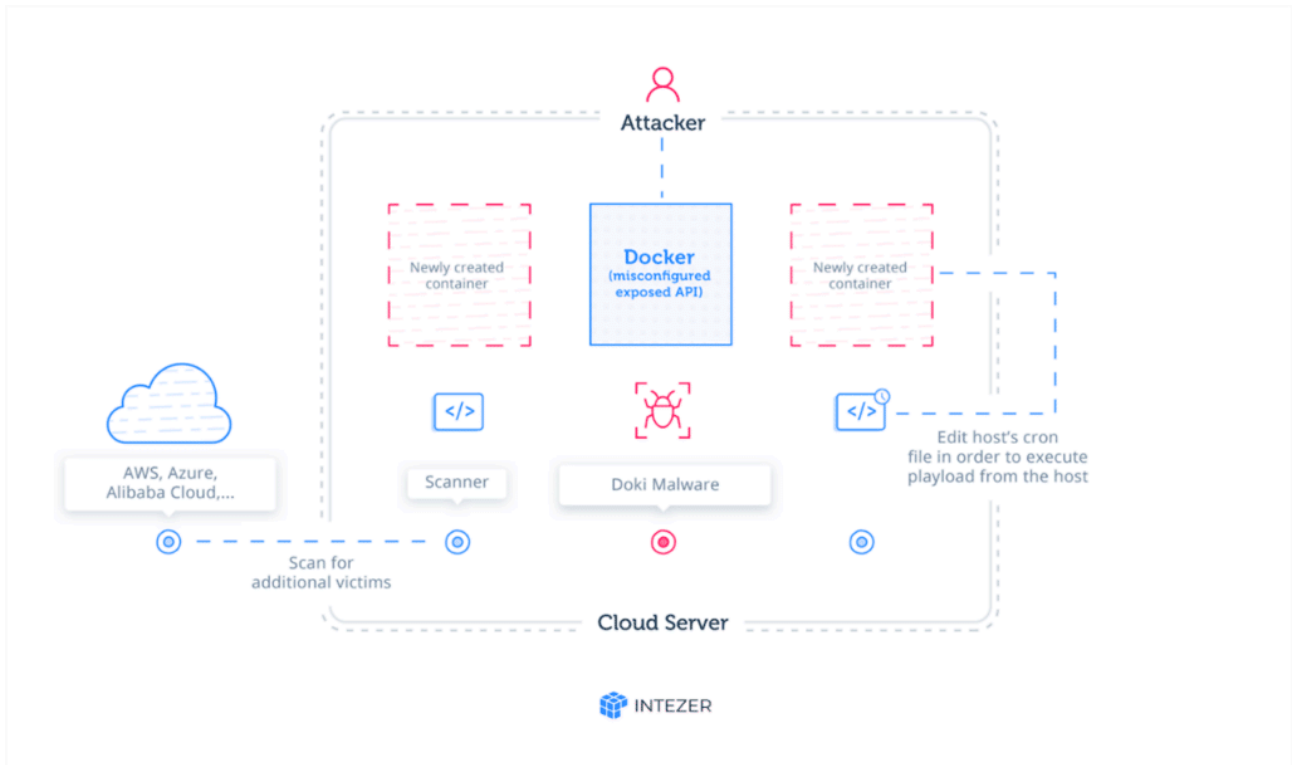 Attacker
Newly created
container
Docker
(misconfigured
exposed API)
Newly created
container
</>
</>
AWS, Azure,
Alibaba Cloud,...
Scanner
Doki Malware
Edit host's cron
file in order to execute
playload from the host
Scan for
additional victims
Cloud Server
INTEZER